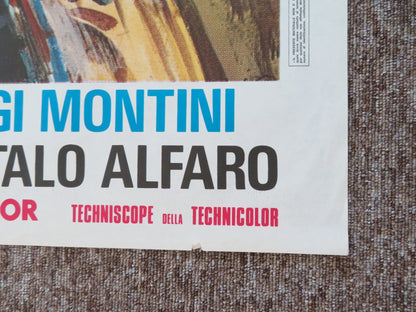 GI MONTINI
TALO ALFARO
OR TECHNISCOPE DELLA TECHNICOLOR